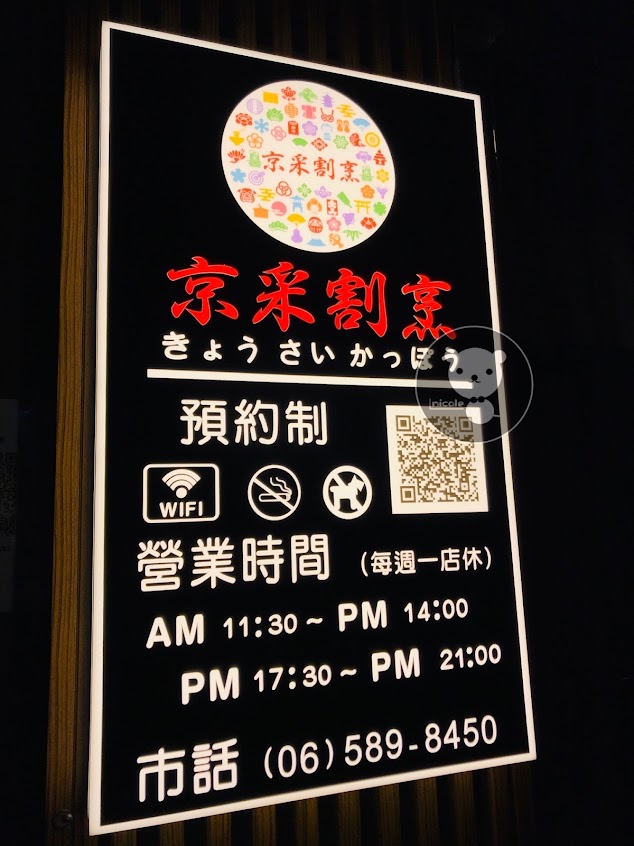 京采割烹
京采割烹
きょうさい かっぽう
Inicole
預約制
WIFI
營業時間 (每週一店休)
AM 11:30~ PM 14:00
PM 17:30~ PM 21:00
市話 (06)589-8450